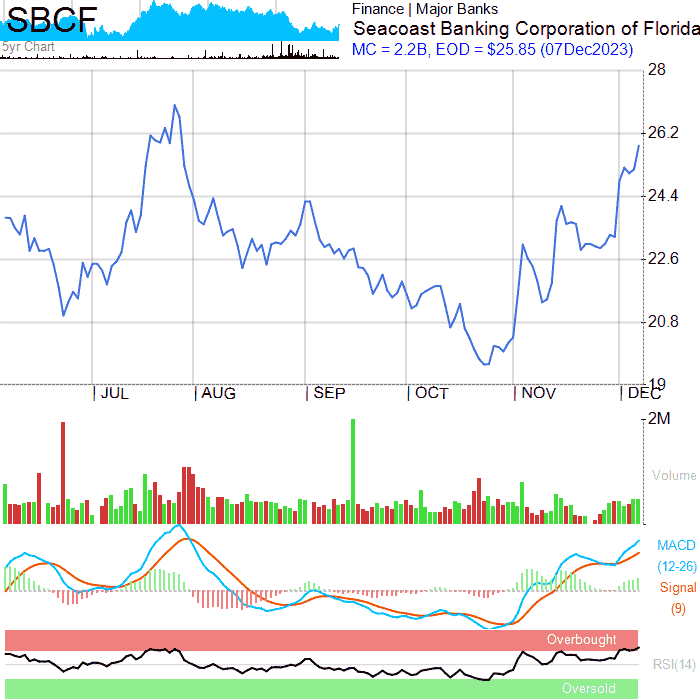 SBCF
5yr Chart
Finance | Major Banks
Seacoast Banking Corporation of Florida
MC = 2.2B, EOD = $25.85 (07Dec2023)
28
26.2
24.4
22.6
20.8
19
JUL AUG SEP OCT NOV DEC
2M
Volume
MACD
(12-26)
Signal
(9)
Overbought
RSI(14)
Oversold